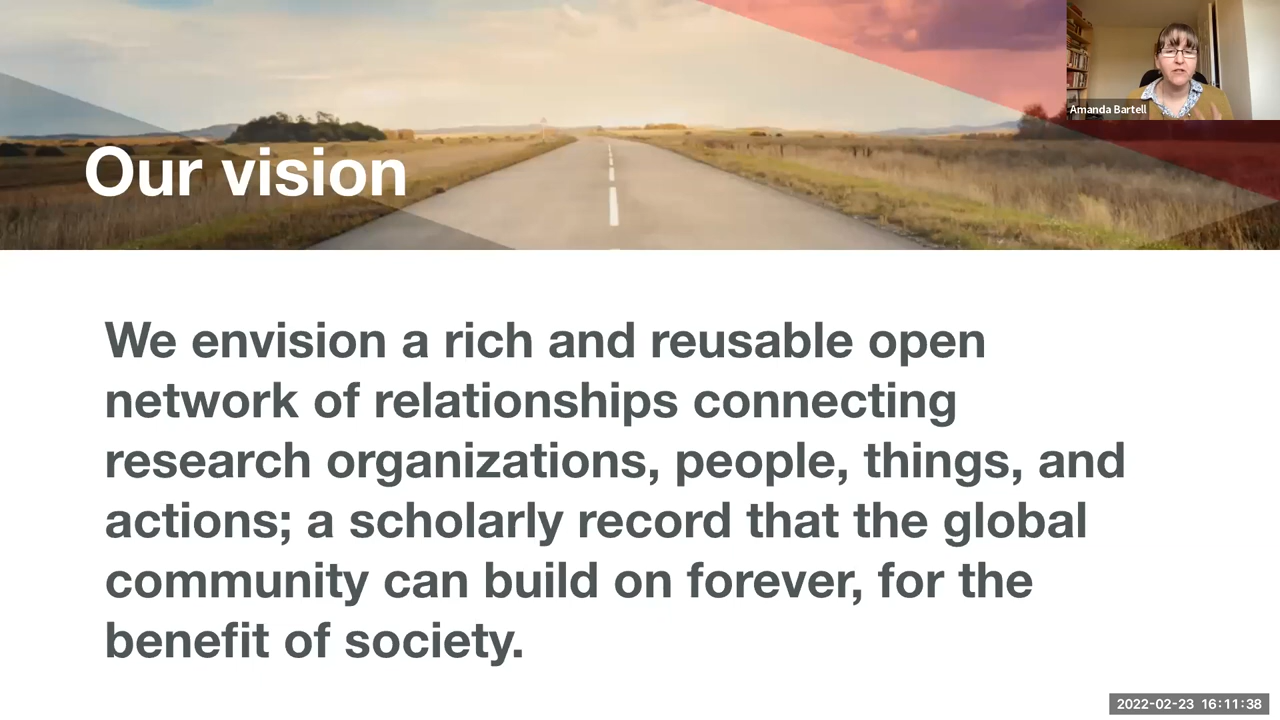 Amanda Bartell
Our vision
We envision a rich and reusable open
network of relationships connecting
research organizations, people, things, and
actions; a scholarly record that the global
community can build on forever, for the
benefit of society.
2022-02-23 16:11:38